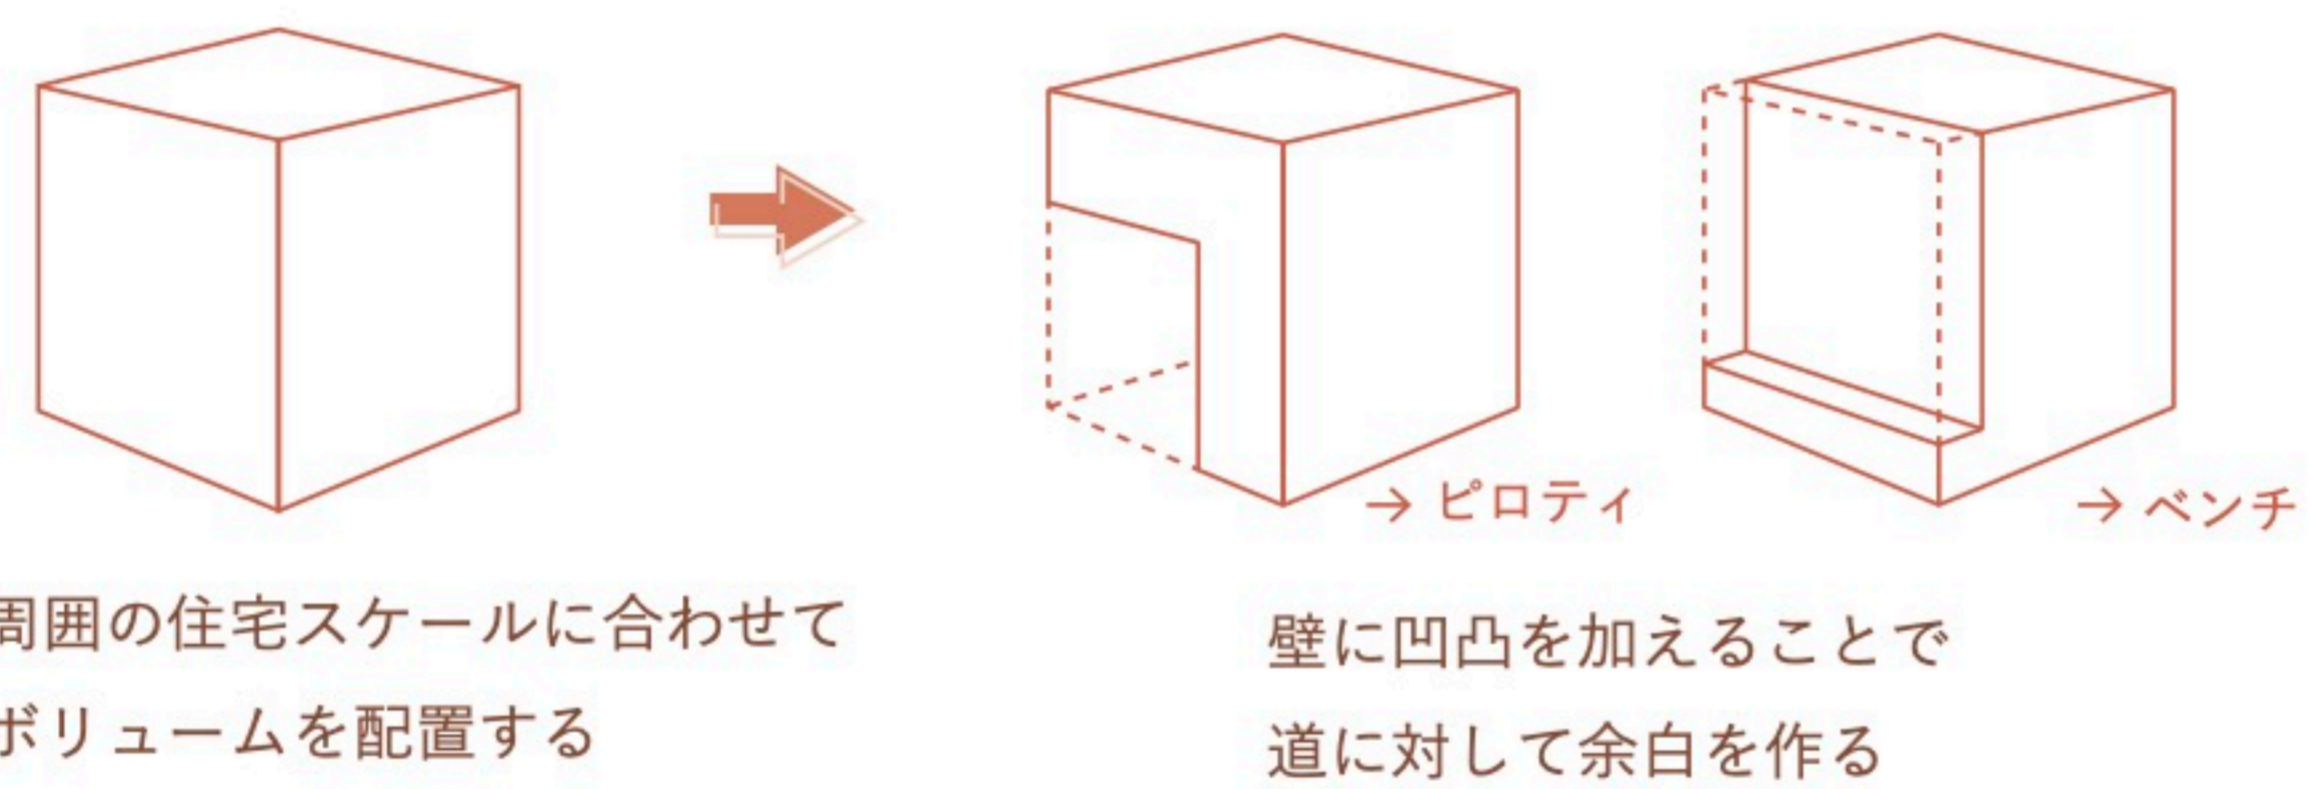 → ピロティ
→ ベンチ
周囲の住宅スケールに合わせて
ボリュームを配置する
壁に凹凸を加えることで
道に対して余白を作る